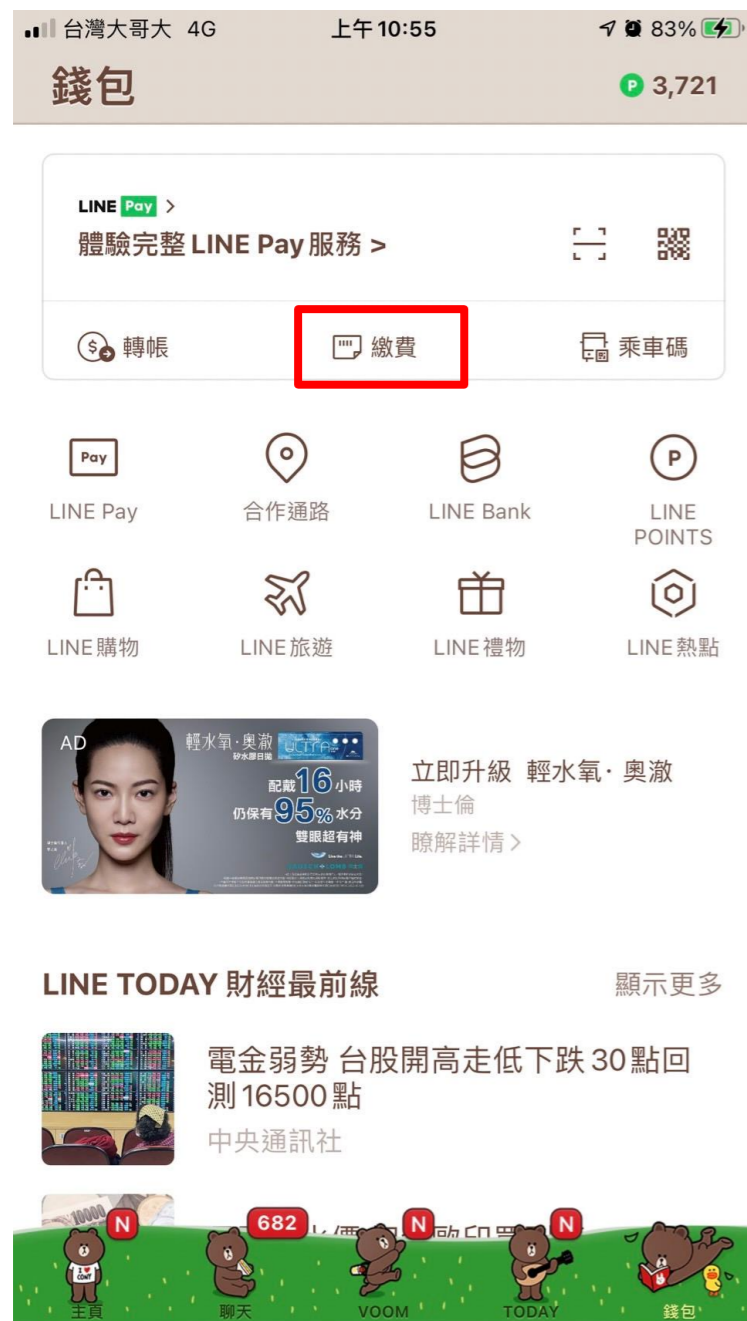 台灣大哥大 4G 上午10:55 83%
錢包 P 3,721
LINE Pay >
體驗完整 LINE Pay 服務 >
轉帳 繳費 乘車碼
Pay P
LINE Pay 合作通路 LINE Bank LINE POINTS
LINE購物 LINE旅遊 LINE禮物 LINE熱點
AD
輕水氧·奧澈
矽水膠日拋
ULTRA
配戴16小時
仍保有95%水分
雙眼超有神
立即升級 輕水氧· 奧澈
博士倫
瞭解詳情 >
LINE TODAY 財經最前線 顯示更多
電金弱勢 台股開高走低下跌30點回
測16500點
中央通訊社
10000
N 682 N N
I ♥
CONY
主頁 聊天 VOOM TODAY 錢包